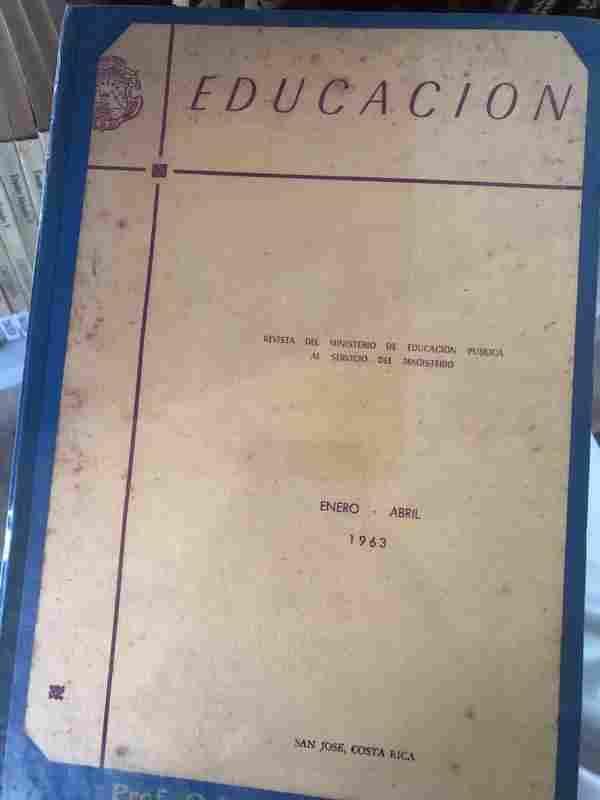 EDUCACION
REVISTA DEL MINISTERIO DE EDUCACION PUBLICA
AL SERVICIO DEL MAGISTERIO
ENERO - ABRIL
1963
SAN JOSE, COSTA RICA
Prof.